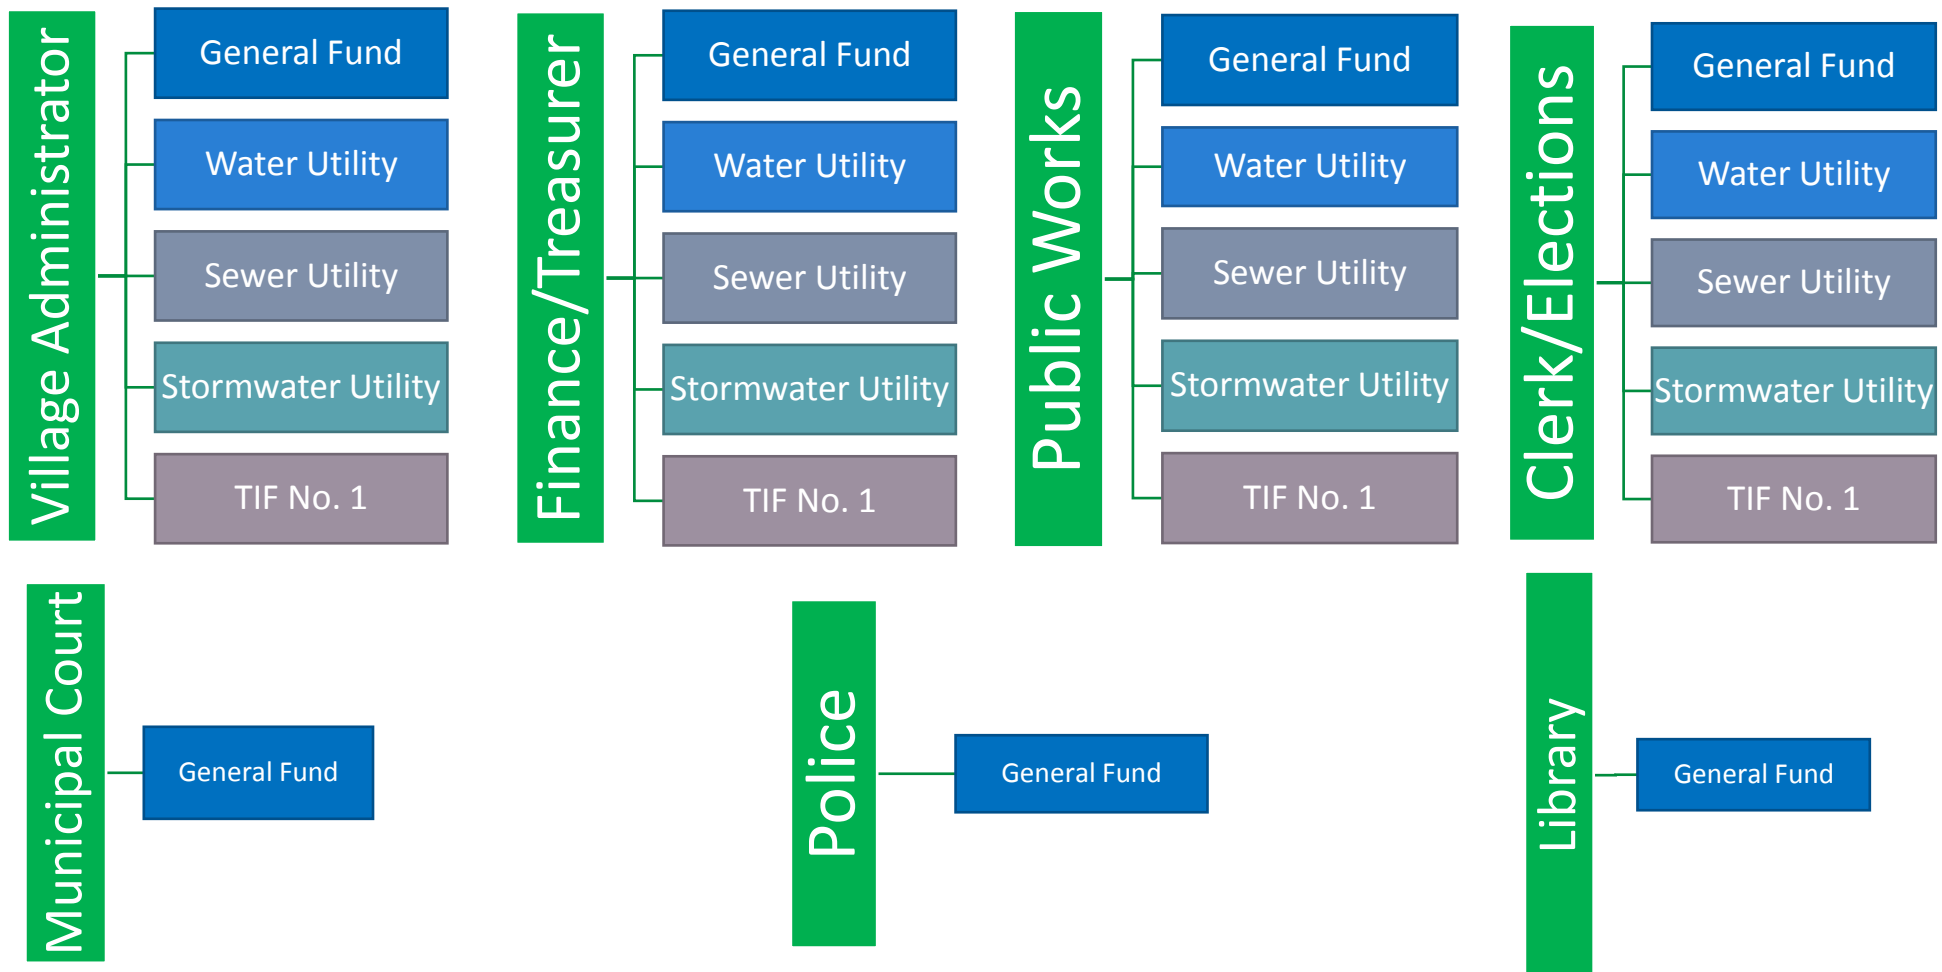 Village Administrator
General Fund
Water Utility
Sewer Utility
Stormwater Utility
TIF No. 1
Finance/Treasurer
General Fund
Water Utility
Sewer Utility
Stormwater Utility
TIF No. 1
Public Works
General Fund
Water Utility
Sewer Utility
Stormwater Utility
TIF No. 1
Clerk/Elections
General Fund
Water Utility
Sewer Utility
Stormwater Utility
TIF No. 1
Municipal Court
General Fund
Police
General Fund
Library
General Fund